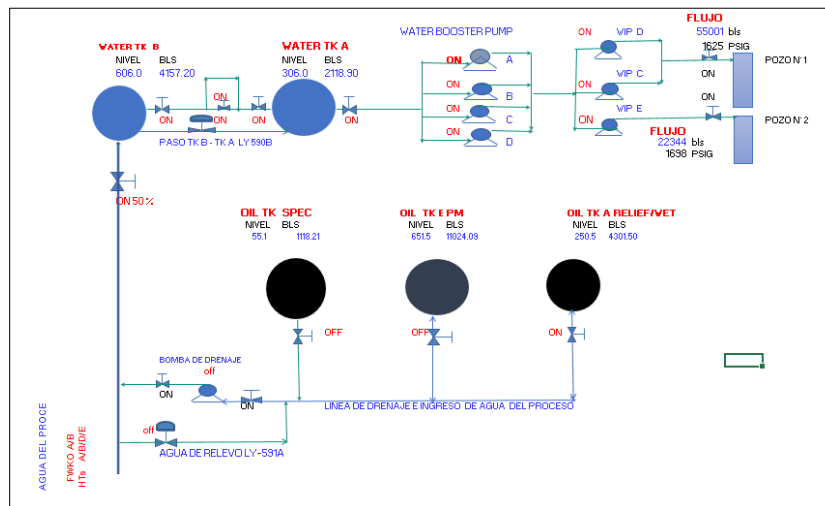 WATER TK B
NIVEL BLS
606.0 4157.20
WATER TK A
NIVEL BLS
306.0 2118.90
WATER BOOSTER PUMP
ON
A
ON
B
ON
C
ON
D
ON
WIP D
ON
WIP C
ON
WIP E
FLUJO
55001 bls
1625 PSIG
ON
POZO N° 1
ON
POZO N° 2
FLUJO
22344 bls
1698 PSIG
ON
ON
ON
ON
PASO TK B - TK A LY 590B
ON 50 %
OIL TK SPEC
NIVEL BLS
55.1 1118.21
OIL TK B PM
NIVEL BLS
651.5 11024.09
OIL TK A RELIEF/WET
NIVEL BLS
250.5 4301.50
OFF
OFF
ON
BOMBA DE DRENAJE
off
ON
ON
LINEA DE DRENAJE E INGRESO DE AGUA DEL PROCESO
off
AGUA DE RELEVO LY-591A
AGUA DEL PROCE
FWKO A/B
HTs A/B/D/E